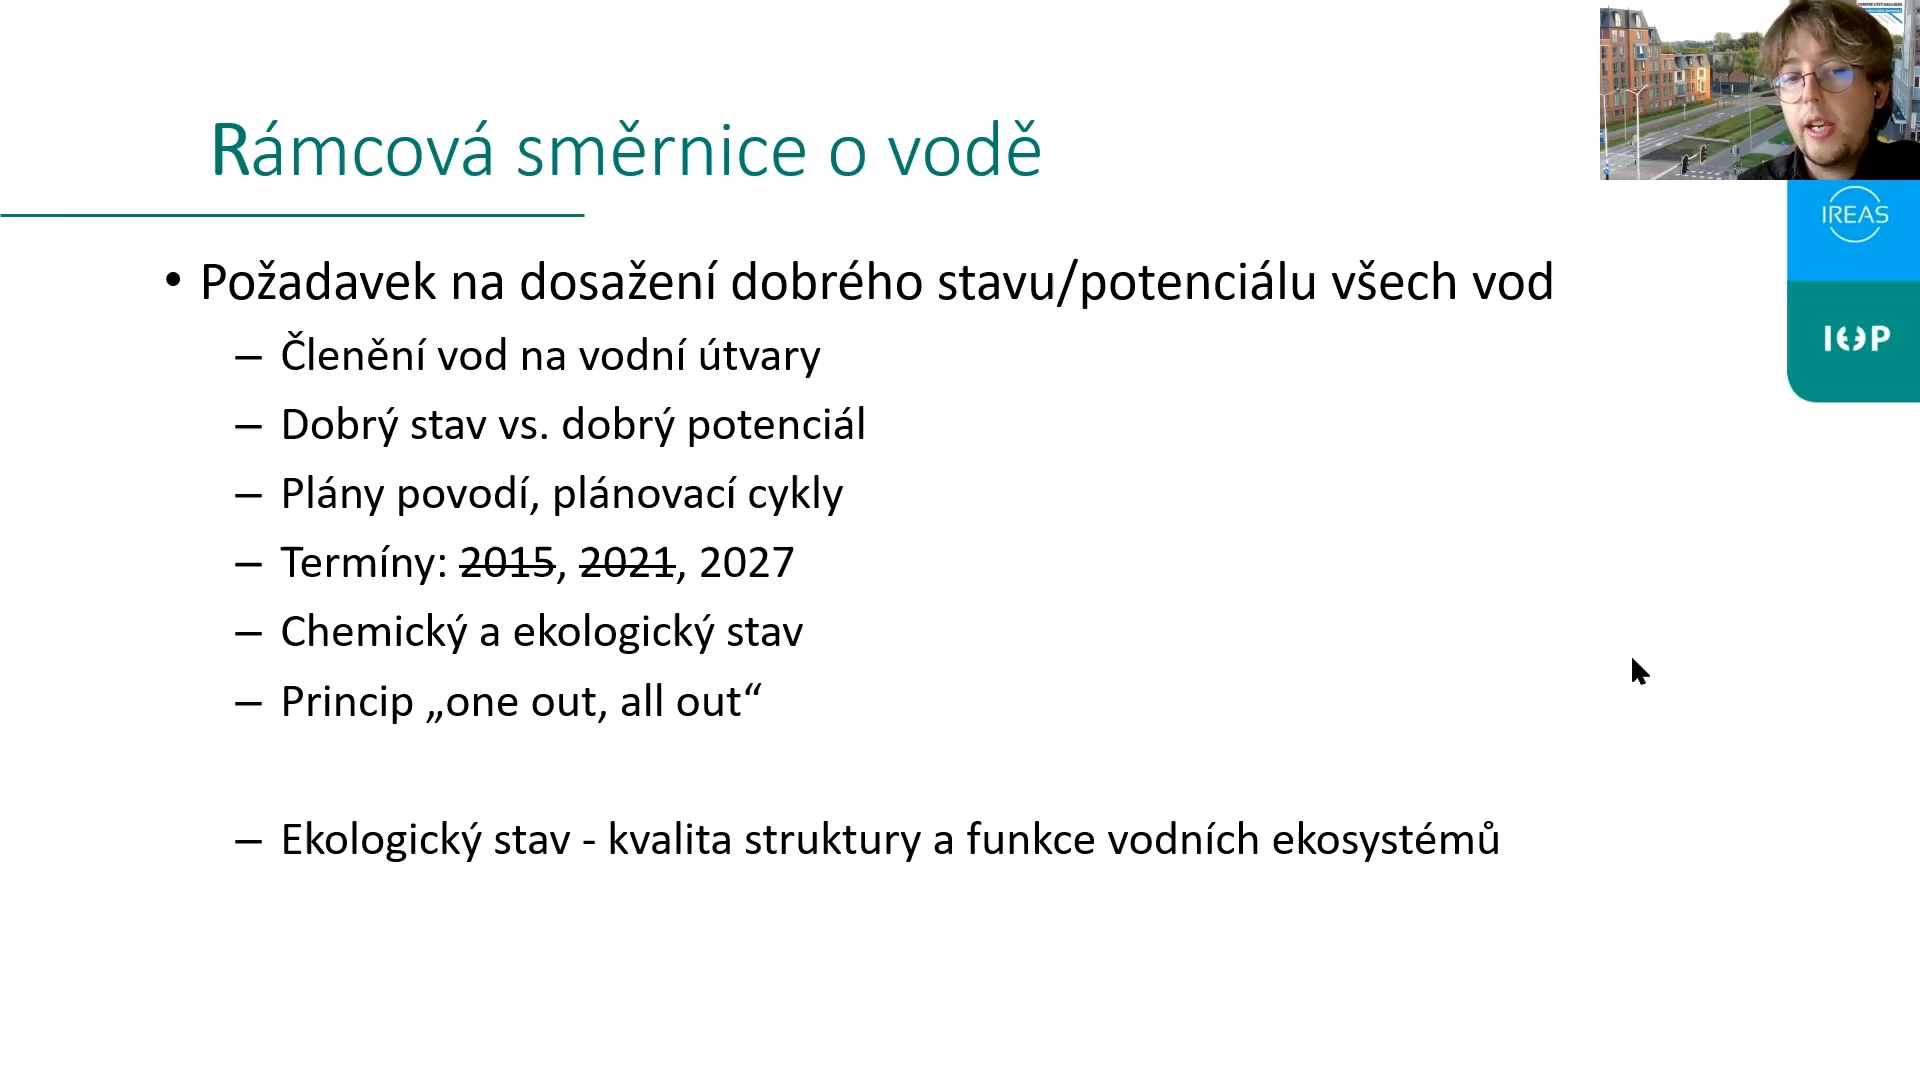 Rámcová směrnice o vodě
IREAS
• Požadavek na dosažení dobrého stavu/potenciálu všech vod
IEEP
– Členění vod na vodní útvary
– Dobrý stav vs. dobrý potenciál
– Plány povodí, plánovací cykly
– Termíny: 2015, 2021, 2027
– Chemický a ekologický stav
– Princip „one out, all out“
– Ekologický stav - kvalita struktury a funkce vodních ekosystémů